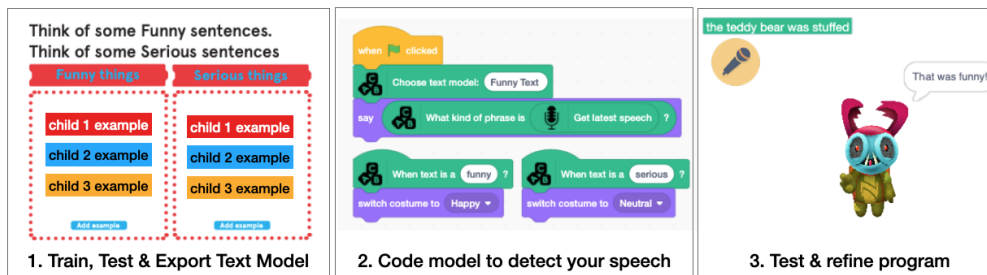 Think of some Funny sentences.
Think of some Serious sentences
Funny things
Serious things
child 1 example
child 2 example
child 3 example
Add example
child 1 example
child 2 example
child 3 example
Add example
1. Train, Test & Export Text Model
when clicked
Choose text model: Funny Text
say What kind of phrase is Get latest speech ?
When text is a funny ?
switch costume to Happy
When text is a serious ?
switch costume to Neutral
2. Code model to detect your speech
the teddy bear was stuffed
That was funny!
3. Test & refine program